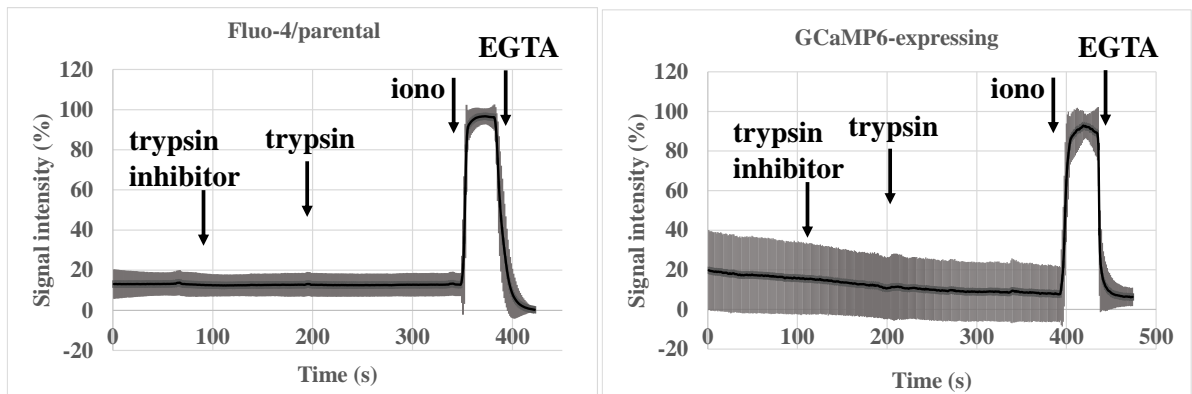 Fluo-4/parental
EGTA
iono
trypsin
inhibitor
trypsin
Signal intensity (%)
120
100
80
60
40
20
0
-20
0
100
200
300
400
Time (s)
GCaMP6-expressing
EGTA
iono
trypsin
inhibitor
trypsin
Signal intensity (%)
120
100
80
60
40
20
0
-20
0
100
200
300
400
500
Time (s)